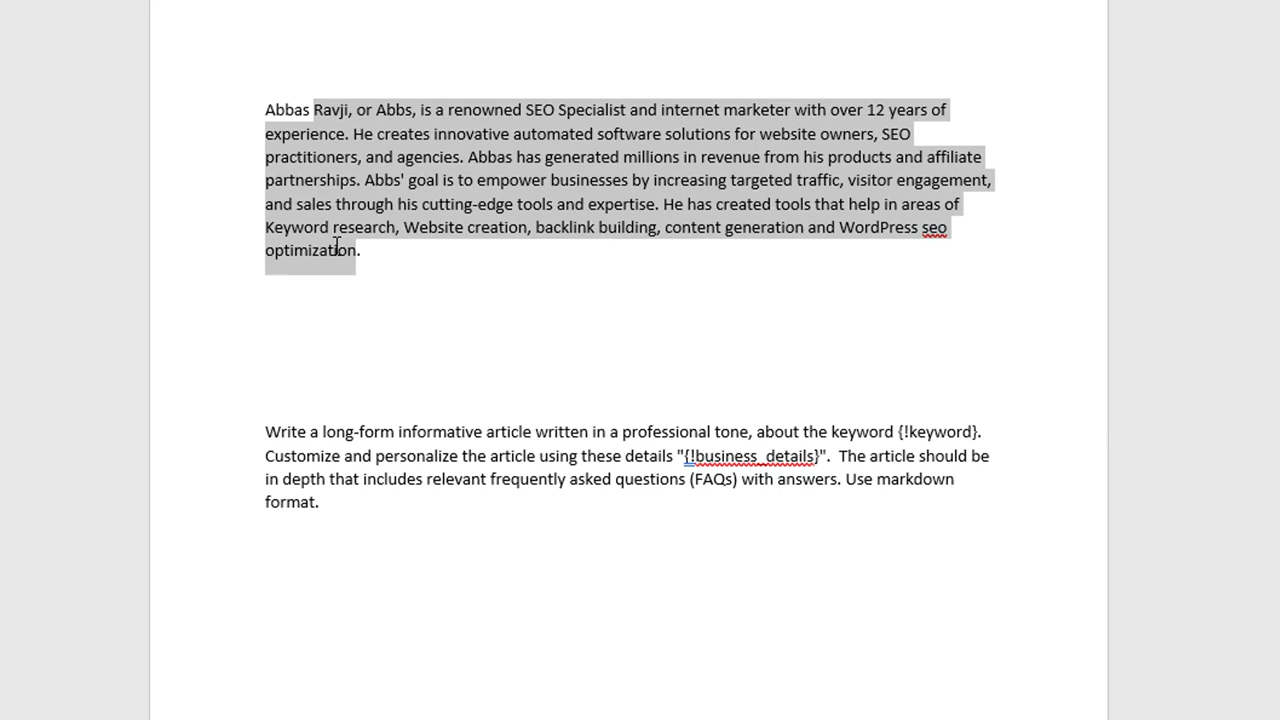 Abbas Ravji, or Abbs, is a renowned SEO Specialist and internet marketer with over 12 years of
experience. He creates innovative automated software solutions for website owners, SEO
practitioners, and agencies. Abbas has generated millions in revenue from his products and affiliate
partnerships. Abbs' goal is to empower businesses by increasing targeted traffic, visitor engagement,
and sales through his cutting-edge tools and expertise. He has created tools that help in areas of
Keyword research, Website creation, backlink building, content generation and WordPress seo
optimization.
Write a long-form informative article written in a professional tone, about the keyword {!keyword}.
Customize and personalize the article using these details "{!business_details}".  The article should be
in depth that includes relevant frequently asked questions (FAQs) with answers. Use markdown
format.